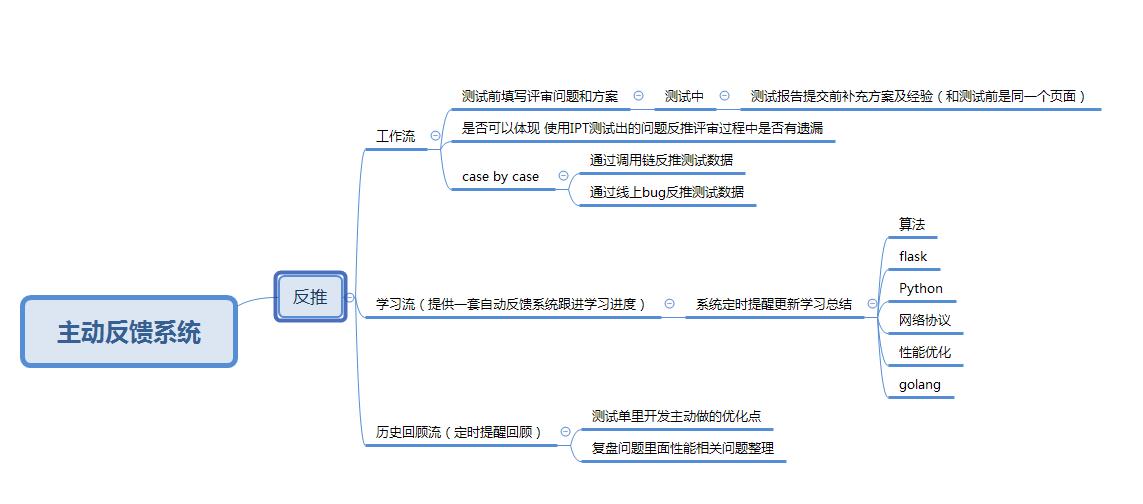 主动反馈系统
反推
工作流
测试前填写评审问题和方案
测试中
测试报告提交前补充方案及经验（和测试前是同一个页面）
是否可以体现 使用IPT测试出的问题反推评审过程中是否有遗漏
case by case
通过调用链反推测试数据
通过线上bug反推测试数据
学习流（提供一套自动反馈系统跟进学习进度）
系统定时提醒更新学习总结
算法
flask
Python
网络协议
性能优化
golang
历史回顾流（定时提醒回顾）
测试单里开发主动做的优化点
复盘问题里面性能相关问题整理